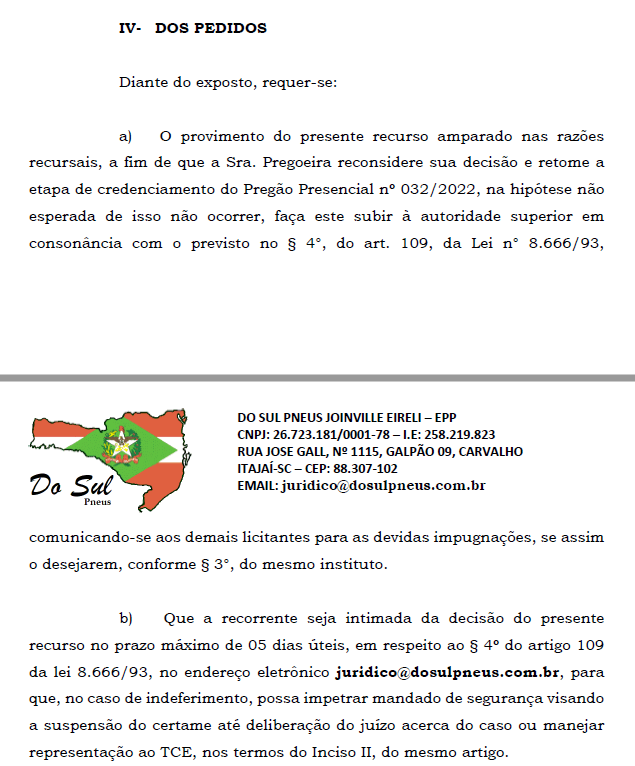 IV- DOS PEDIDOS
Diante do exposto, requer-se:
a) O provimento do presente recurso amparado nas razões
recursais, a fim de que a Sra. Pregoeira reconsidere sua decisão e retome a
etapa de credenciamento do Pregão Presencial nº 032/2022, na hipótese não
esperada de isso não ocorrer, faça este subir à autoridade superior em
consonância com o previsto no § 4°, do art. 109, da Lei n° 8.666/93,
DO SUL PNEUS JOINVILLE EIRELI – EPP
CNPJ: 26.723.181/0001-78 – I.E: 258.219.823
RUA JOSE GALL, Nº 1115, GALPÃO 09, CARVALHO
ITAJAÍ-SC – CEP: 88.307-102
EMAIL: juridico@dosulpneus.com.br
Do Sul
Pneus
comunicando-se aos demais licitantes para as devidas impugnações, se assim
o desejarem, conforme § 3°, do mesmo instituto.
b) Que a recorrente seja intimada da decisão do presente
recurso no prazo máximo de 05 dias úteis, em respeito ao § 4º do artigo 109
da lei 8.666/93, no endereço eletrônico juridico@dosulpneus.com.br, para
que, no caso de indeferimento, possa impetrar mandado de segurança visando
a suspensão do certame até deliberação do juízo acerca do caso ou manejar
representação ao TCE, nos termos do Inciso II, do mesmo artigo.